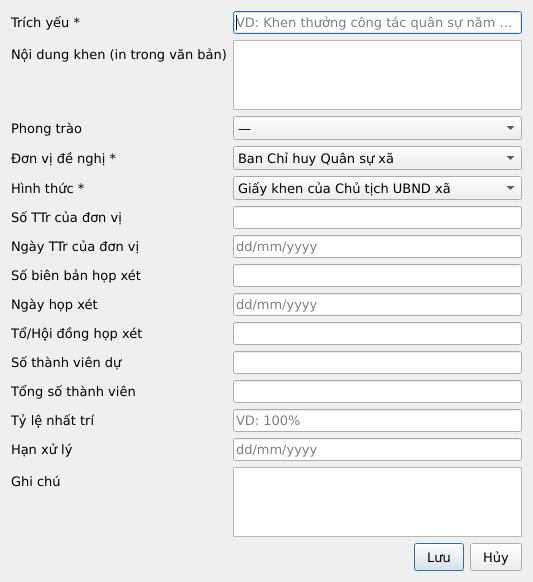 Trích yếu *
VD: Khen thưởng công tác quân sự năm ...
Nội dung khen (in trong văn bản)
Phong trào
—
Đơn vị đề nghị *
Ban Chỉ huy Quân sự xã
Hình thức *
Giấy khen của Chủ tịch UBND xã
Số TTr của đơn vị
Ngày TTr của đơn vị
dd/mm/yyyy
Số biên bản họp xét
Ngày họp xét
dd/mm/yyyy
Tổ/Hội đồng họp xét
Số thành viên dự
Tổng số thành viên
Tỷ lệ nhất trí
VD: 100%
Hạn xử lý
dd/mm/yyyy
Ghi chú
Lưu
Hủy